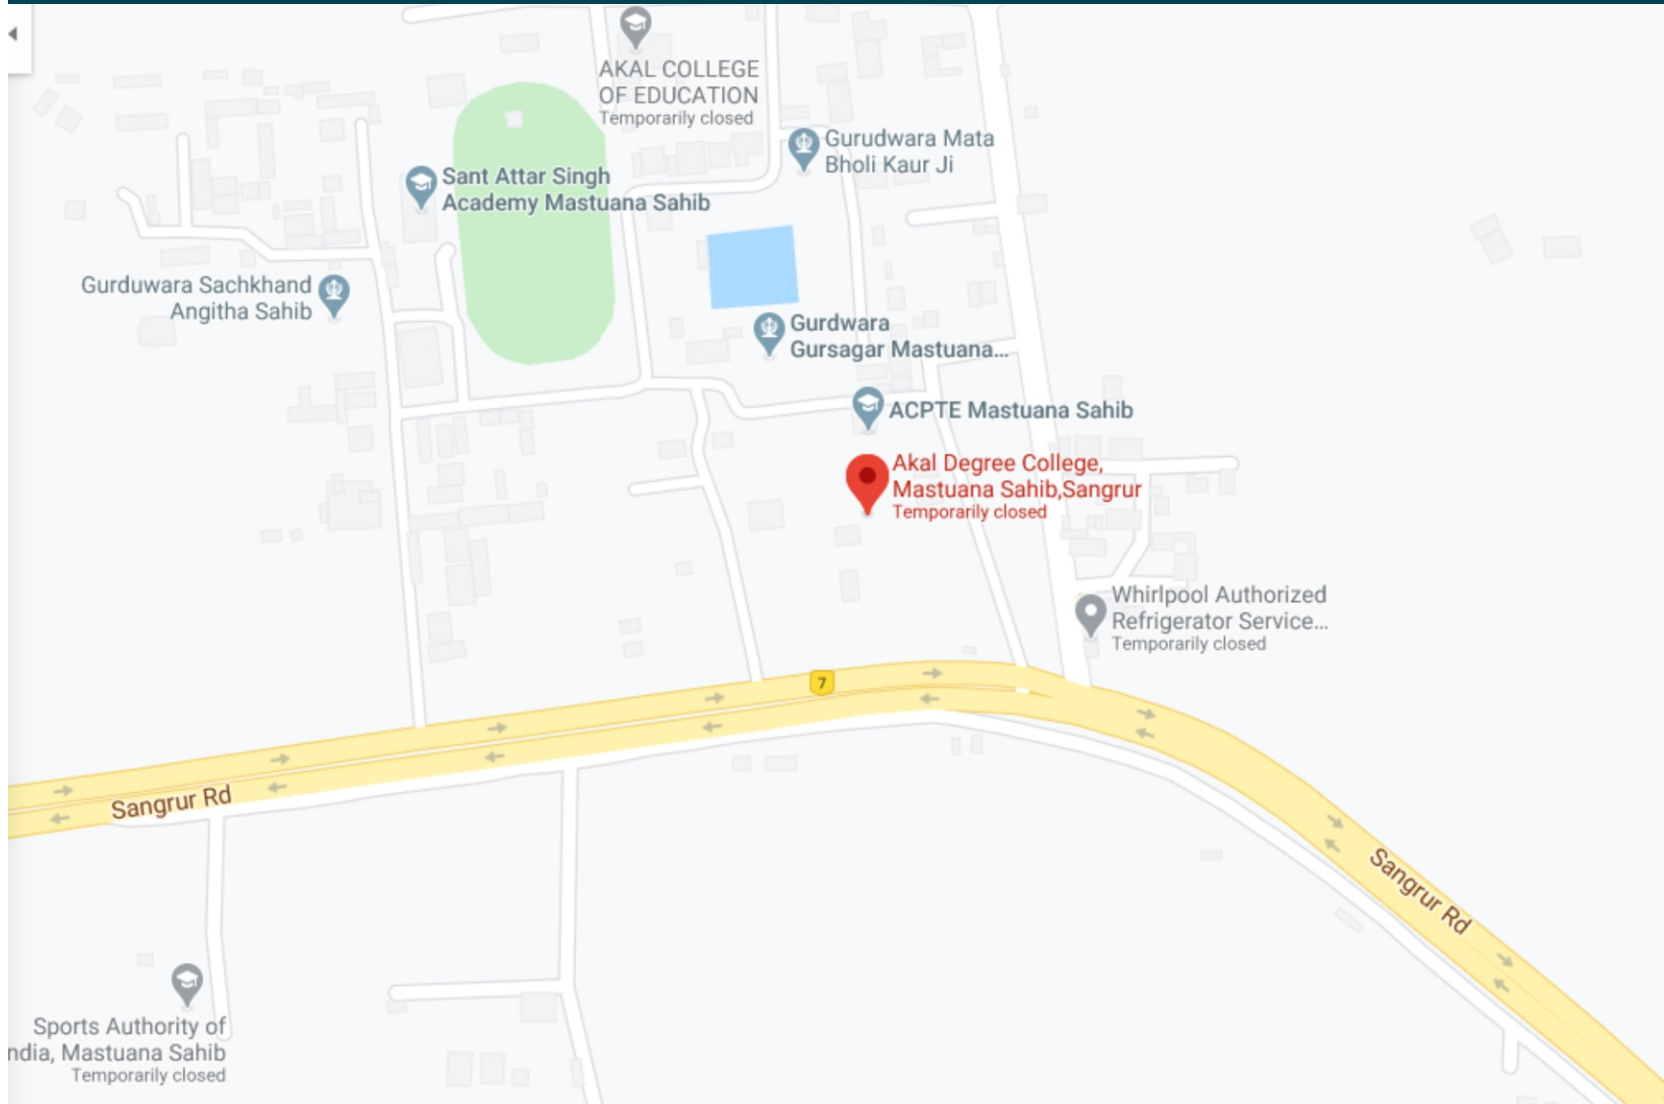 AKAL COLLEGE
OF EDUCATION
Temporarily closed
Gurudwara Mata
Bholi Kaur Ji
Sant Attar Singh
Academy Mastuana Sahib
Gurduwara Sachkhand
Angitha Sahib
Gurdwara
Gursagar Mastuana...
ACPTE Mastuana Sahib
Akal Degree College,
Mastuana Sahib,Sangrur
Temporarily closed
Whirlpool Authorized
Refrigerator Service...
Temporarily closed
7
Sangrur Rd
Sangrur Rd
Sports Authority of
ndia, Mastuana Sahib
Temporarily closed